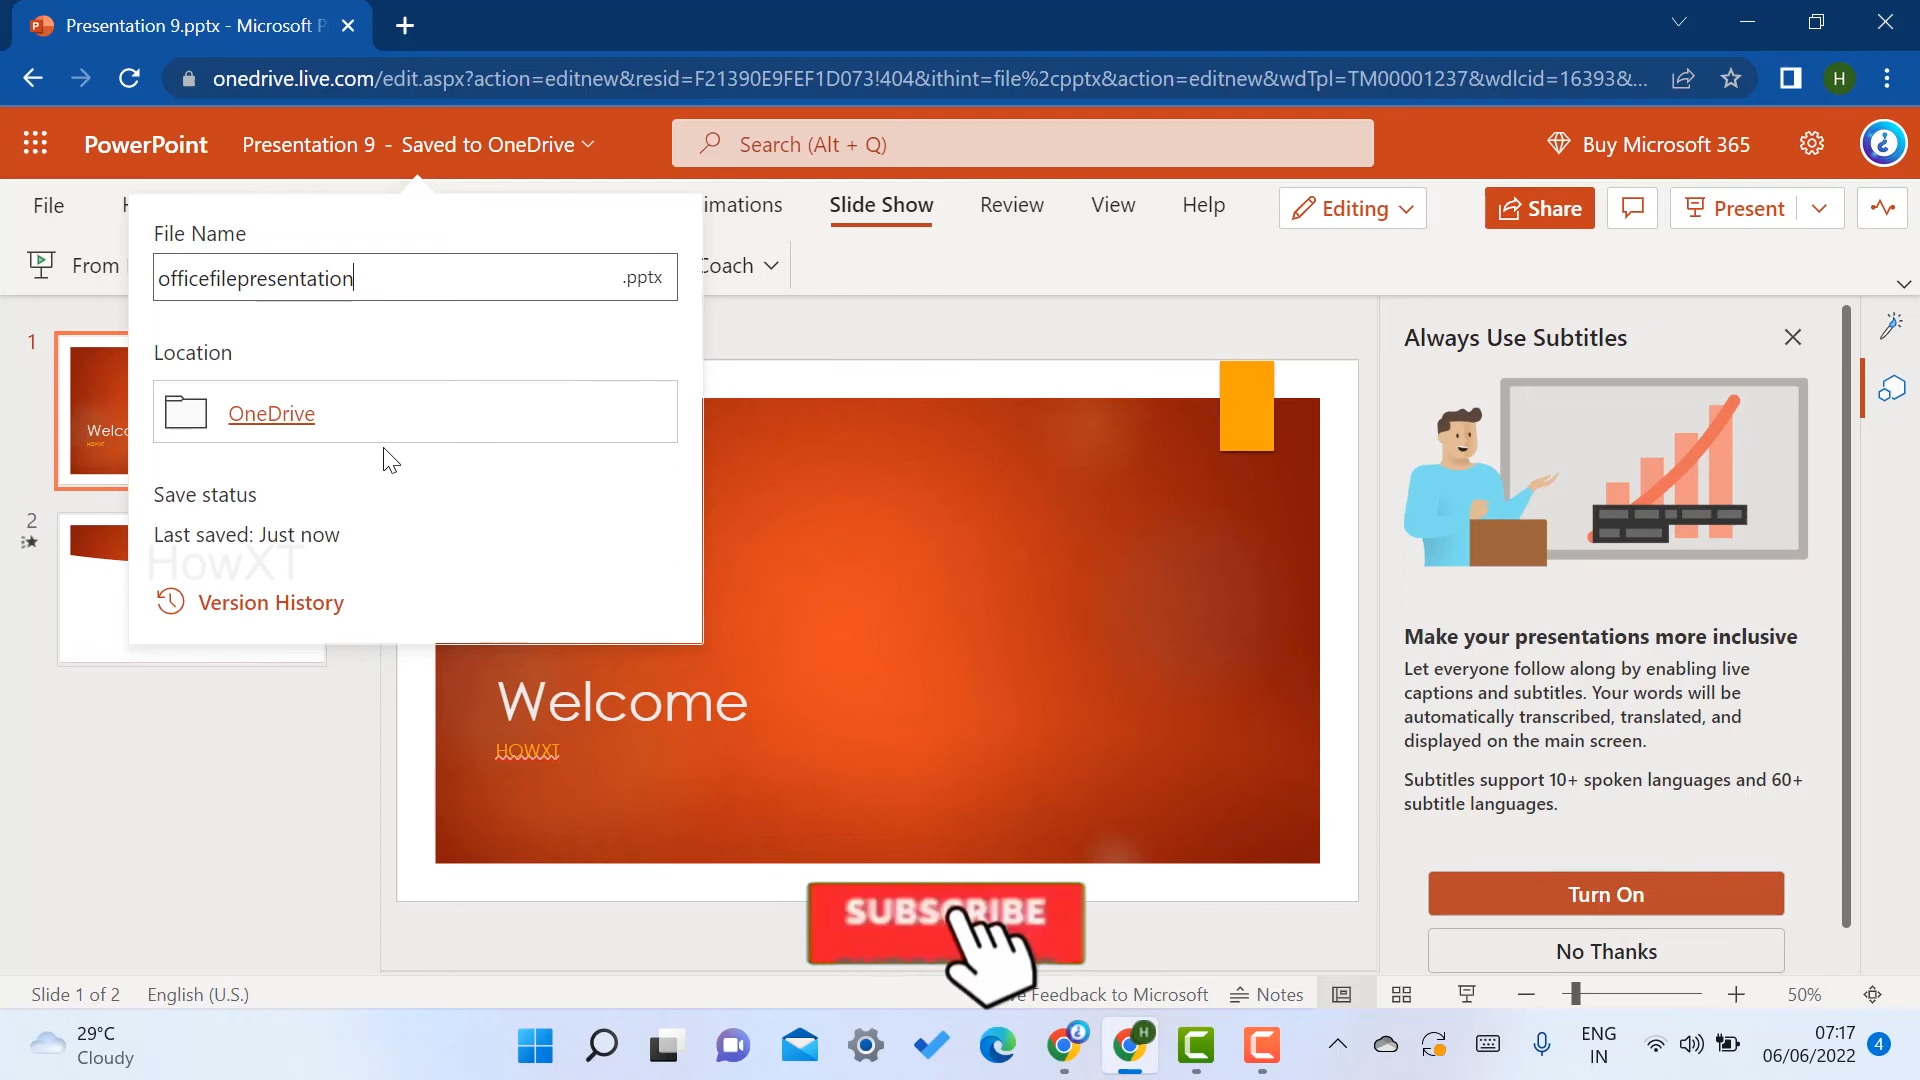 Presentation 9.pptx - Microsoft P
onedrive.live.com/edit.aspx?action=editnew&resid=F21390E9FEF1D073!404&ithint=file%2cpptx&action=editnew&wdTpl=TM00001237&wdlcid=16393&...
H
PowerPoint
Presentation 9 - Saved to OneDrive
Search (Alt + Q)
Buy Microsoft 365
File
imations
Slide Show
Review
View
Help
Editing
Share
Present
From
Coach
File Name
officefilepresentation
.pptx
Location
OneDrive
Save status
Last saved: Just now
HowXT
Version History
1
Welco
2
Welcome
HOWXT
Always Use Subtitles
Make your presentations more inclusive
Let everyone follow along by enabling live
captions and subtitles. Your words will be
automatically transcribed, translated, and
displayed on the main screen.
Subtitles support 10+ spoken languages and 60+
subtitle languages.
Turn On
No Thanks
SUBSCRIBE
Slide 1 of 2
English (U.S.)
Feedback to Microsoft
Notes
50%
29°C
Cloudy
H
ENG
IN
07:17
06/06/2022
4